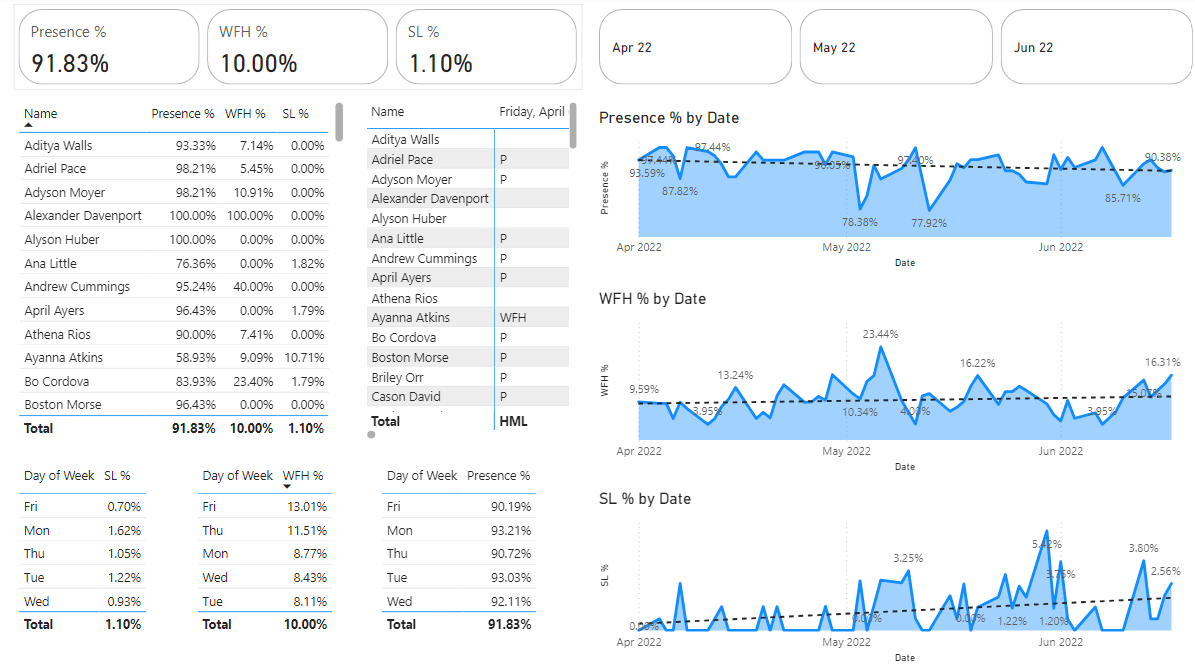 Presence % WFH % SL %
91.83% 10.00% 1.10%
Apr 22 May 22 Jun 22
Name Presence % WFH % SL %
Aditya Walls 93.33% 7.14% 0.00%
Adriel Pace 98.21% 5.45% 0.00%
Adyson Moyer 98.21% 10.91% 0.00%
Alexander Davenport 100.00% 100.00% 0.00%
Alyson Huber 100.00% 0.00% 0.00%
Ana Little 76.36% 0.00% 1.82%
Andrew Cummings 95.24% 40.00% 0.00%
April Ayers 96.43% 0.00% 1.79%
Athena Rios 90.00% 7.41% 0.00%
Ayanna Atkins 58.93% 9.09% 10.71%
Bo Cordova 83.93% 23.40% 1.79%
Boston Morse 96.43% 0.00% 0.00%
Total 91.83% 10.00% 1.10%
Name Friday, April
Aditya Walls
Adriel Pace P
Adyson Moyer P
Alexander Davenport
Alyson Huber
Ana Little P
Andrew Cummings P
April Ayers P
Athena Rios
Ayanna Atkins WFH
Bo Cordova P
Boston Morse P
Briley Orr P
Cason David P
Total HML
Day of Week SL %
Fri 0.70%
Mon 1.62%
Thu 1.05%
Tue 1.22%
Wed 0.93%
Total 1.10%
Day of Week WFH %
Fri 13.01%
Thu 11.51%
Mon 8.77%
Wed 8.43%
Tue 8.11%
Total 10.00%
Day of Week Presence %
Fri 90.19%
Mon 93.21%
Thu 90.72%
Tue 93.03%
Wed 92.11%
Total 91.83%
Presence % by Date
Presence %
97.44% 97.44% 98.05% 97.40% 90.38%
93.59%
87.82%
85.71%
78.38% 77.92%
Apr 2022 May 2022 Jun 2022
Date
WFH % by Date
WFH %
23.44%
16.22% 16.31%
13.24%
9.59%
15.07%
3.95% 10.34% 4.08% 3.95%
Apr 2022 May 2022 Jun 2022
Date
SL % by Date
SL %
5.42%
3.80%
3.25%
3.75% 2.56%
0.00% 0.00% 1.22% 1.20%
Apr 2022 May 2022 Jun 2022
Date